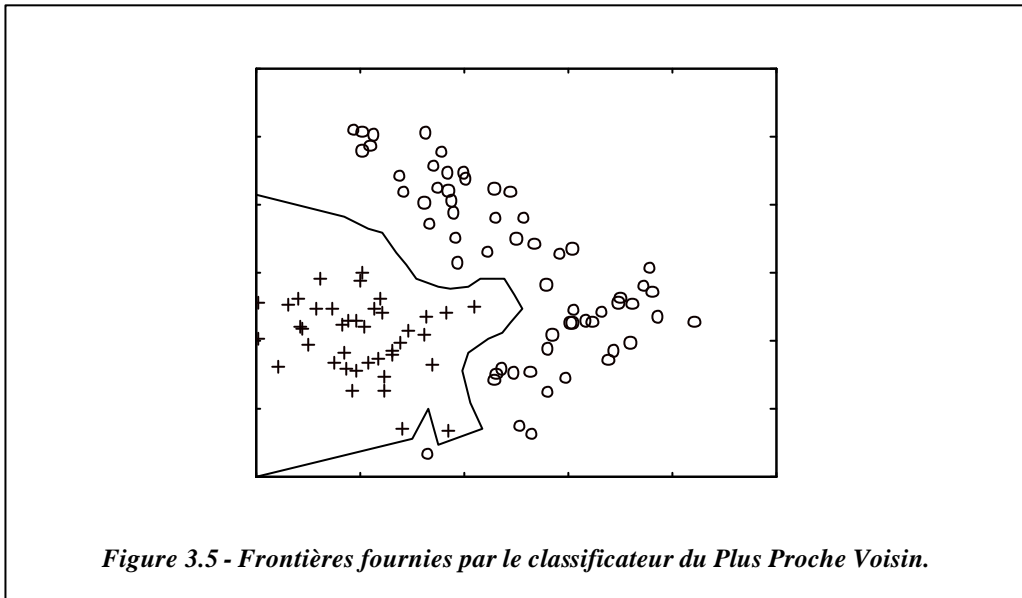 Figure 3.5 - Frontières fournies par le classificateur du Plus Proche Voisin.